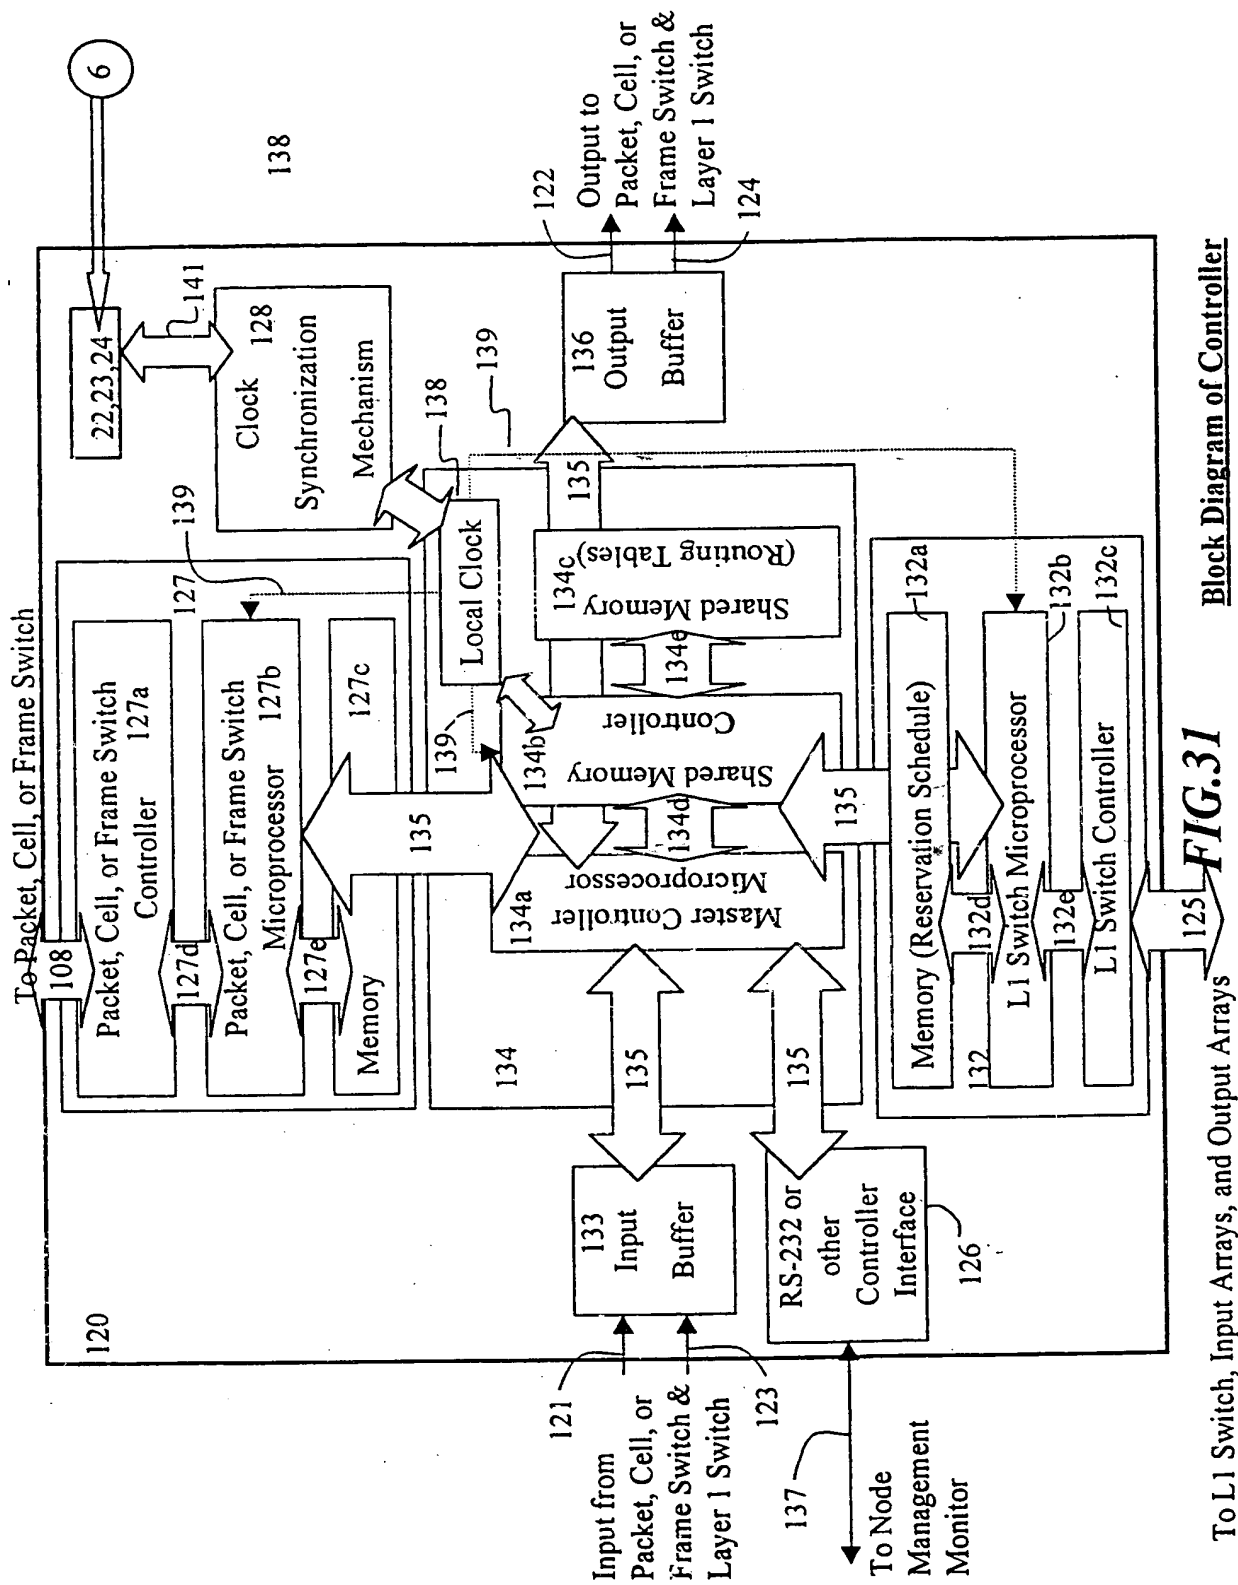 To Packet, Cell, or Frame Switch
6
138
120
108
Packet, Cell, or Frame Switch
Controller
127a
127d
127
Packet, Cell, or Frame Switch
Microprocessor
127b
127e
Memory
127c
139
22,23,24
141
Clock
128
Synchronization
Mechanism
138
Local Clock
139
139
135
134
134a
Master Controller
Microprocessor
134b
Shared Memory
Controller
134d
134c
Shared Memory
(Routing Tables)
134e
135
136
Output
Buffer
122
124
Output to
Packet, Cell, or
Frame Switch &
Layer 1 Switch
Input from
Packet, Cell, or
Frame Switch &
Layer 1 Switch
121
123
133
Input
Buffer
135
RS-232 or
other
Controller
Interface
126
135
137
To Node
Management
Monitor
135
Memory (Reservation Schedule)
132a
132
132d
L1 Switch Microprocessor
132b
132e
L1 Switch Controller
132c
125
To L1 Switch, Input Arrays, and Output Arrays
FIG.31
Block Diagram of Controller